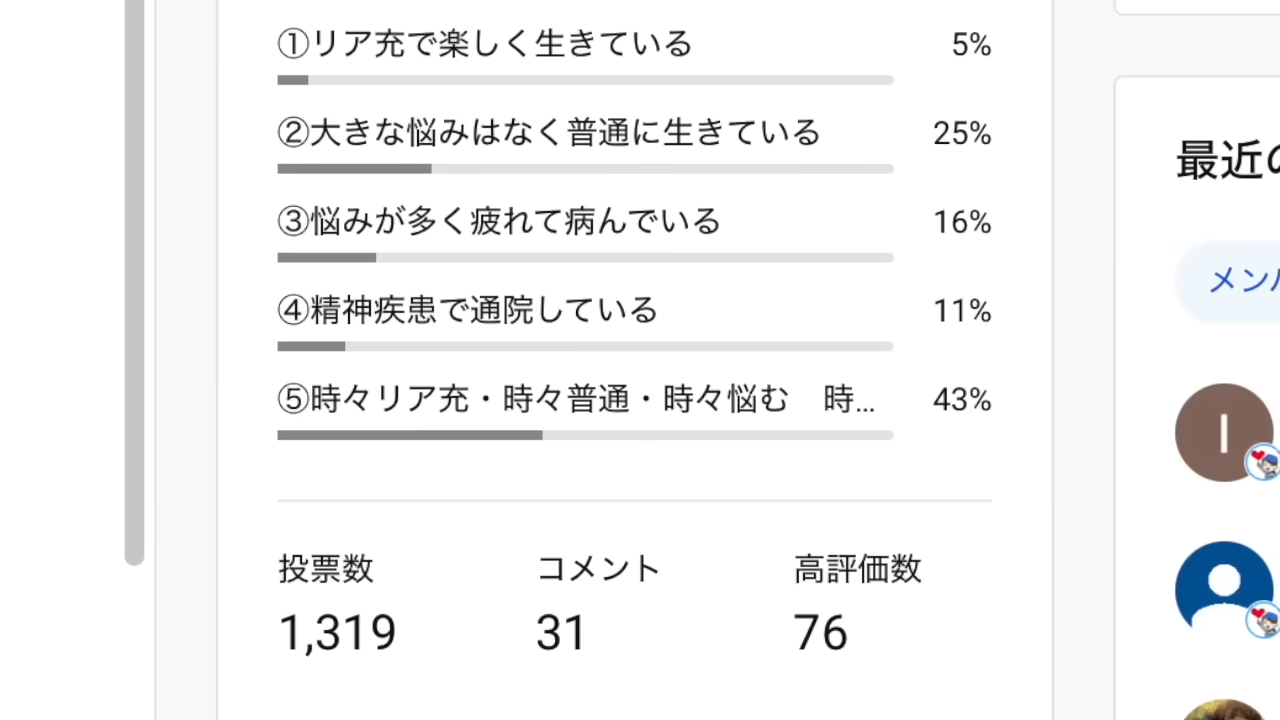 ①リア充で楽しく生きている 5%
②大きな悩みはなく普通に生きている 25%
③悩みが多く疲れて病んでいる 16%
④精神疾患で通院している 11%
⑤時々リア充・時々普通・時々悩む　時... 43%
投票数 コメント 高評価数
1,319 31 76
最近の
メン
I